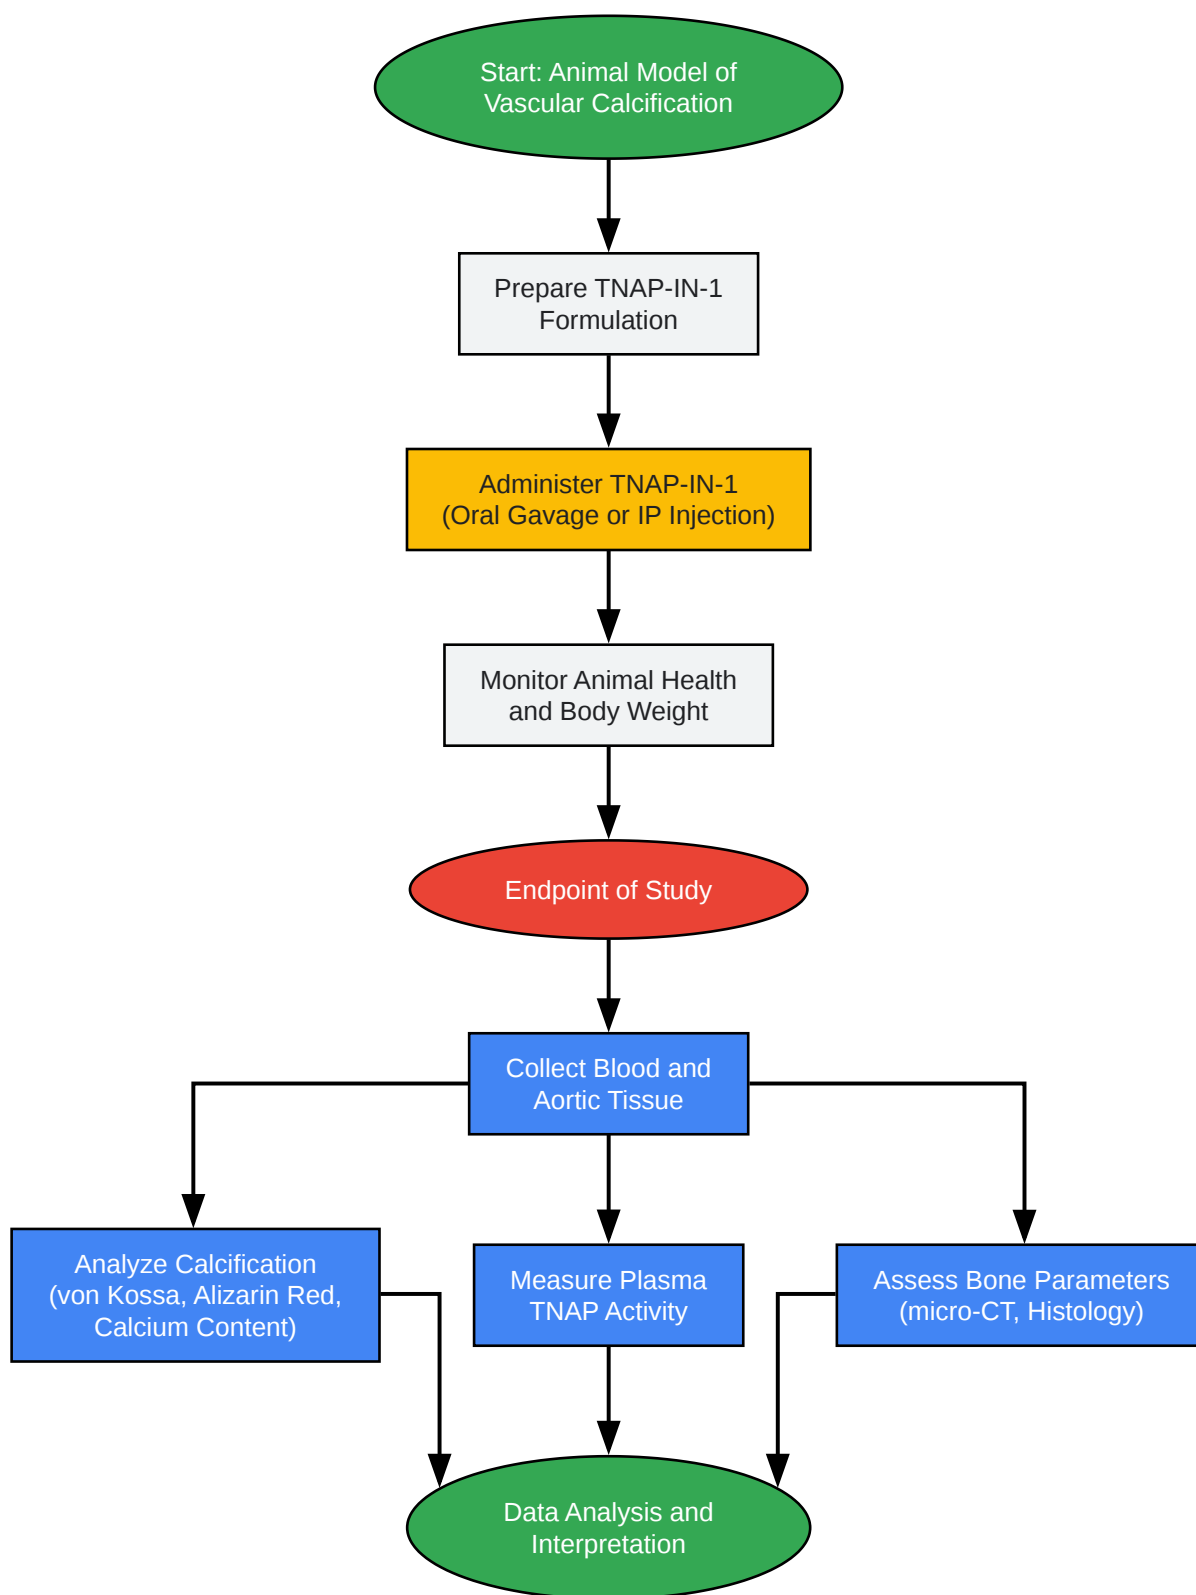 Start: Animal Model of
Vascular Calcification
Prepare TNAP-IN-1
Formulation
Administer TNAP-IN-1
(Oral Gavage or IP Injection)
Monitor Animal Health
and Body Weight
Endpoint of Study
Collect Blood and
Aortic Tissue
Analyze Calcification
(von Kossa, Alizarin Red,
Calcium Content)
Measure Plasma
TNAP Activity
Assess Bone Parameters
(micro-CT, Histology)
Data Analysis and
Interpretation